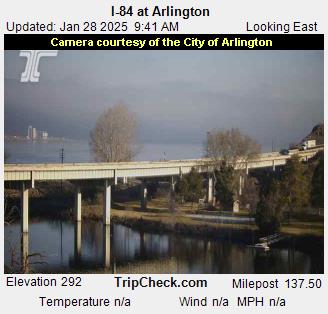 I-84 at Arlington
Updated: Jan 28 2025 9:41 AM Looking East
Camera courtesy of the City of Arlington
Elevation 292 TripCheck.com Milepost 137.50
Temperature n/a Wind n/a MPH n/a